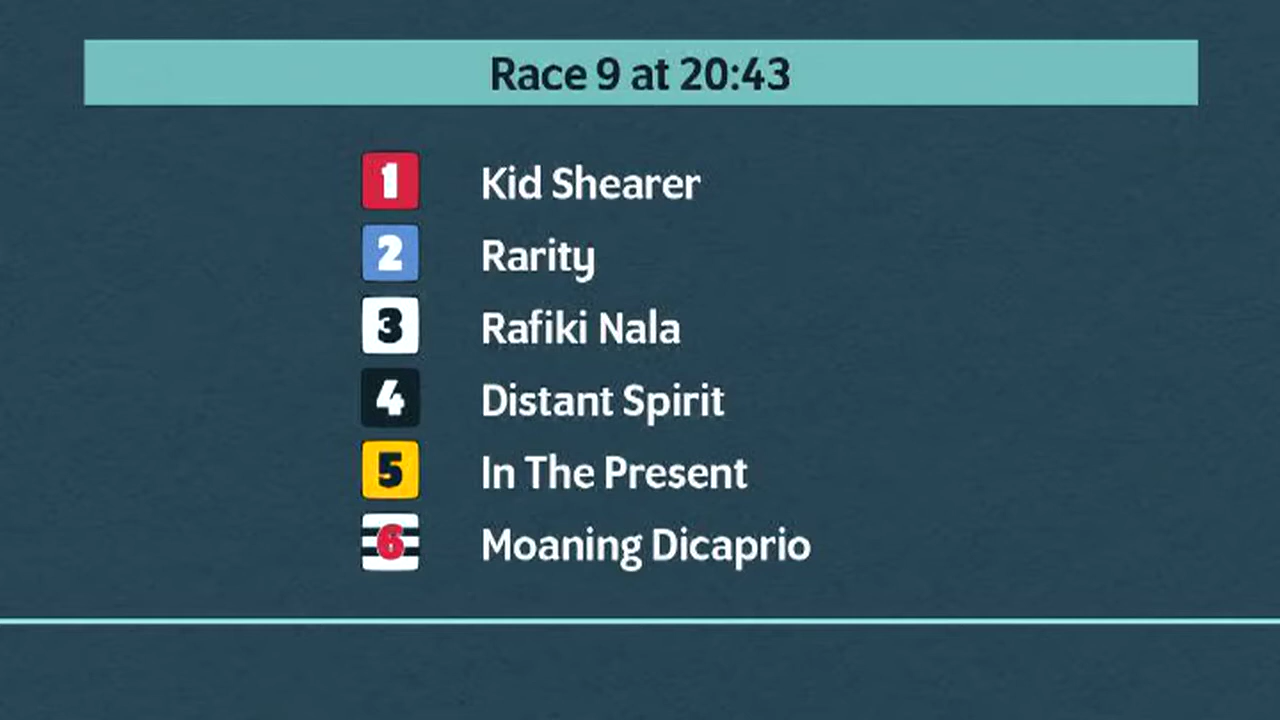 Race 9 at 20:43
1 Kid Shearer
2 Rarity
3 Rafiki Nala
4 Distant Spirit
5 In The Present
6 Moaning Dicaprio